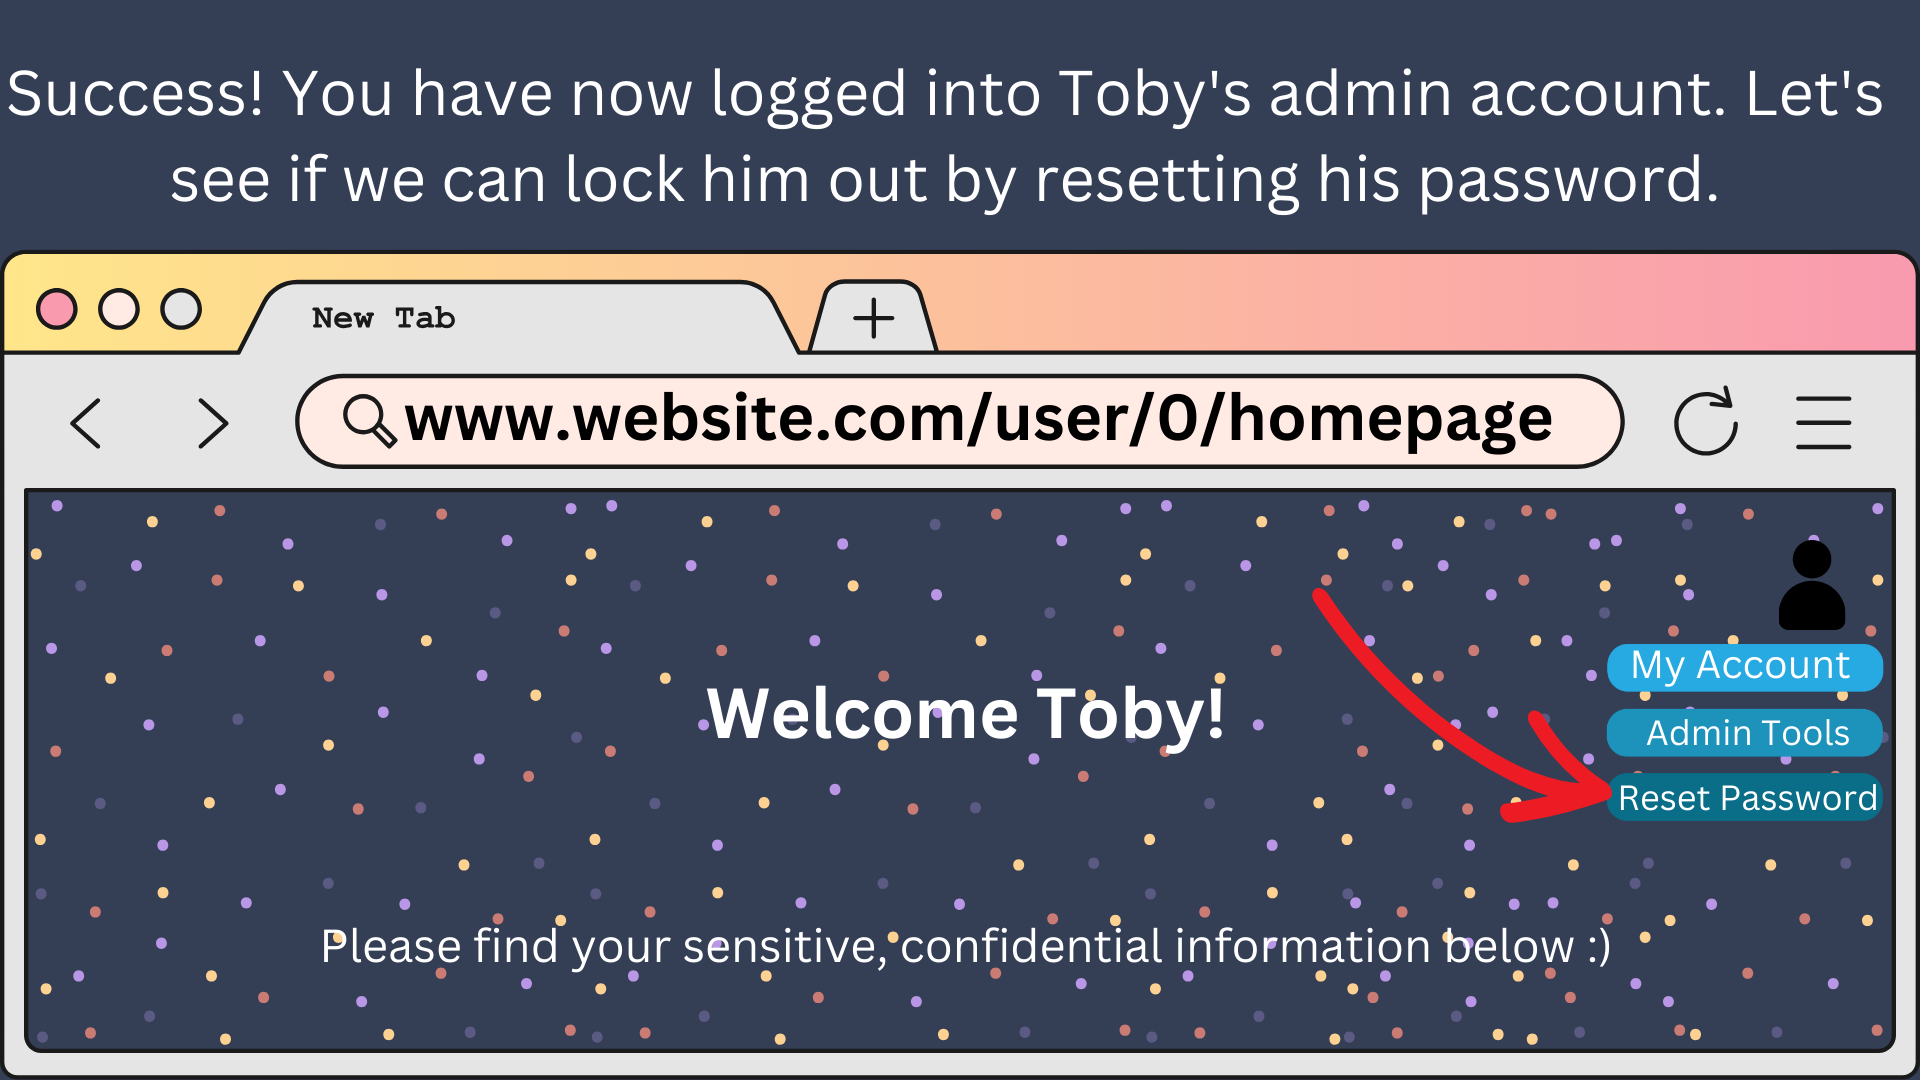 Success! You have now logged into Toby's admin account. Let's
see if we can lock him out by resetting his password.
New Tab
www.website.com/user/0/homepage
My Account
Welcome Toby!
Admin Tools
Reset Password
Please find your sensitive, confidential information below :)